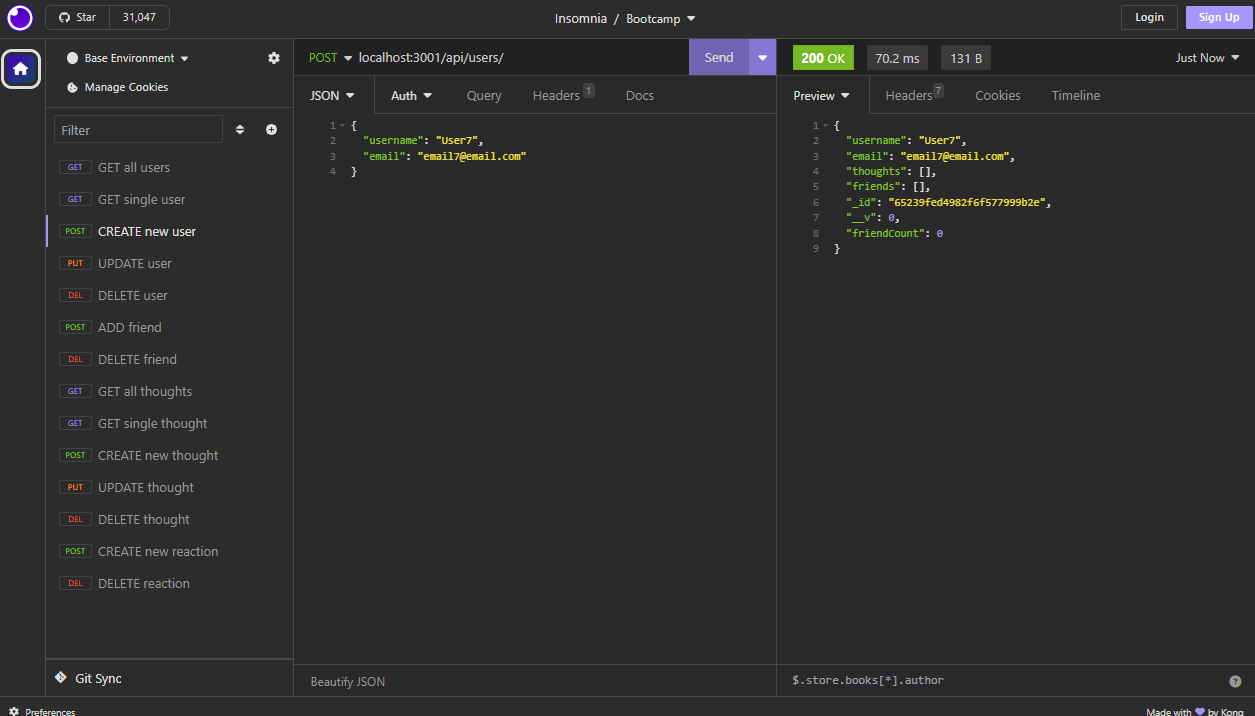 Star 31,047 Insomnia / Bootcamp Login Sign Up
Base Environment
Manage Cookies
Filter
GET GET all users
GET GET single user
POST CREATE new user
PUT UPDATE user
DEL DELETE user
POST ADD friend
DEL DELETE friend
GET GET all thoughts
GET GET single thought
POST CREATE new thought
PUT UPDATE thought
DEL DELETE thought
POST CREATE new reaction
DEL DELETE reaction
Git Sync
Preferences
POST localhost:3001/api/users/ Send
JSON Auth Query Headers 1 Docs
1 {
2 "username": "User7",
3 "email": "email7@email.com"
4 }
Beautify JSON
200 OK 70.2 ms 131 B Just Now
Preview Headers 7 Cookies Timeline
1 {
2 "username": "User7",
3 "email": "email7@email.com",
4 "thoughts": [],
5 "friends": [],
6 "_id": "65239fed4982f6f577999b2e",
7 "__v": 0,
8 "friendCount": 0
9 }
$.store.books[*].author ?
Made with 💜 by Kong